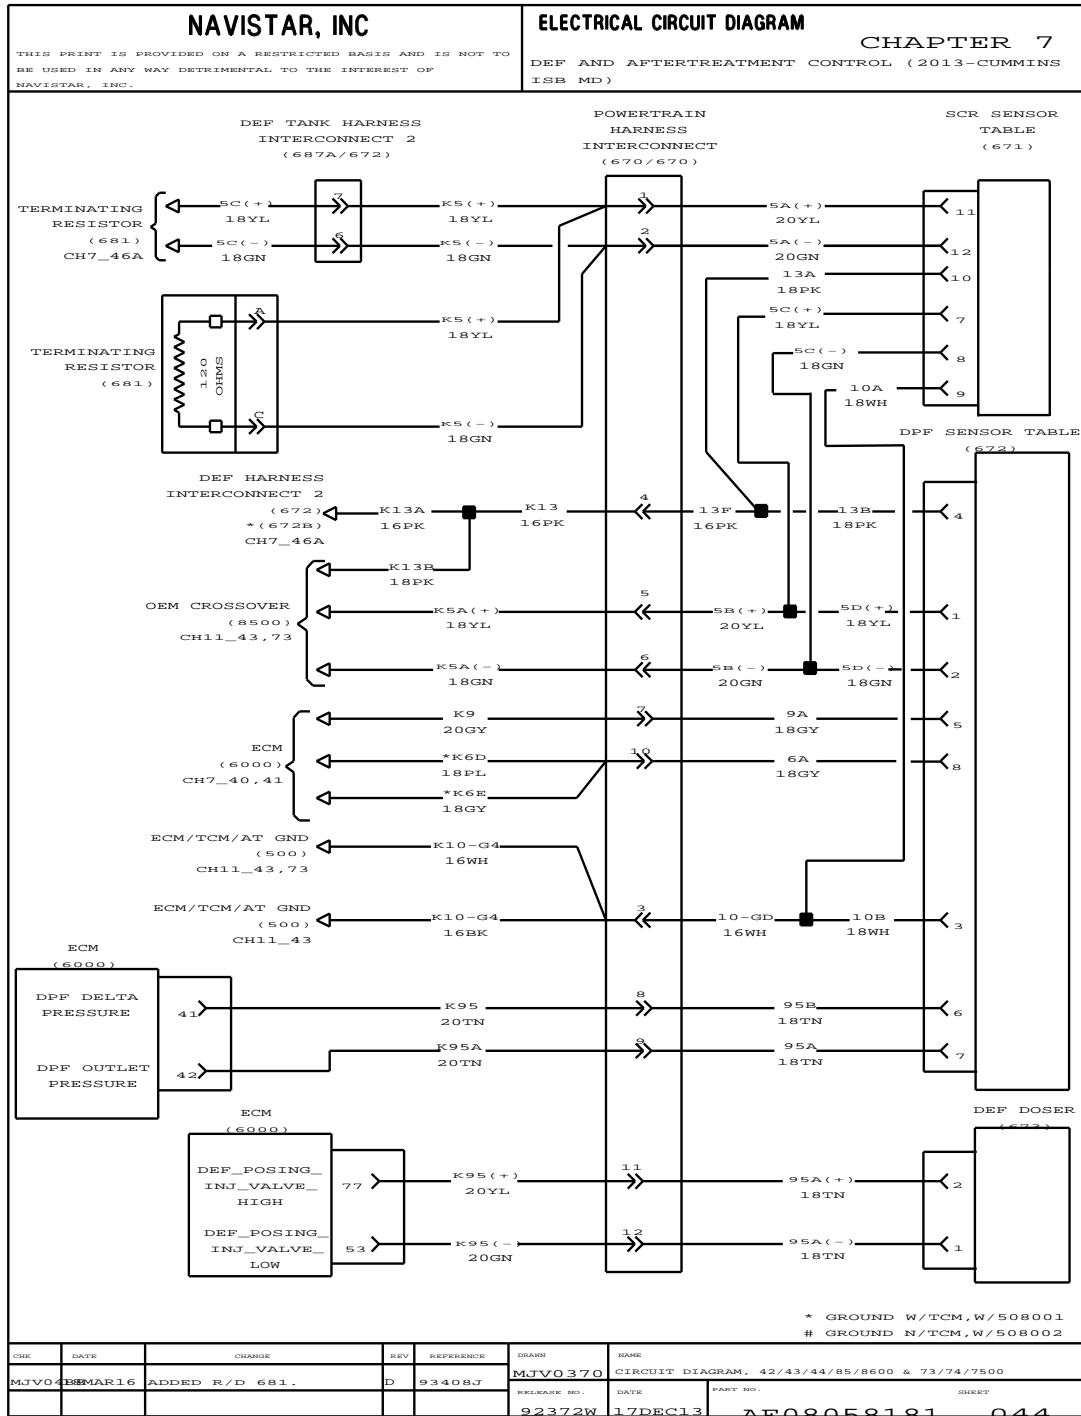 NAVISTAR, INC
THIS PRINT IS PROVIDED ON A RESTRICTED BASIS AND IS NOT TO
BE USED IN ANY WAY DETRIMENTAL TO THE INTEREST OF
NAVISTAR, INC.
ELECTRICAL CIRCUIT DIAGRAM
CHAPTER 7
DEF AND AFTERTREATMENT CONTROL (2013-CUMMINS
ISB MD)
DEF TANK HARNESS
INTERCONNECT 2
(687A/672)
POWERTRAIN
HARNESS
INTERCONNECT
(670/670)
SCR SENSOR
TABLE
(671)
TERMINATING
RESISTOR
(681)
CH7_46A
5C(+)
18YL
7
K5(+)
18YL
1
5A(+)
20YL
11
5C(-)
18GN
6
K5(-)
18GN
2
5A(-)
20GN
12
13A
18PK
10
5C(+)
18YL
7
5C(-)
18GN
8
10A
18WH
9
TERMINATING
RESISTOR
(681)
120
OHMS
A
K5(+)
18YL
C
K5(-)
18GN
DPF SENSOR TABLE
(672)
DEF HARNESS
INTERCONNECT 2
(672)
*(672B)
CH7_46A
K13A
16PK
K13
16PK
4
13F
16PK
13B
18PK
4
K13B
18PK
OEM CROSSOVER
(8500)
CH11_43,73
K5A(+)
18YL
5
5B(+)
20YL
5D(+)
18YL
1
K5A(-)
18GN
6
5B(-)
20GN
5D(-)
18GN
2
ECM
(6000)
CH7_40,41
K9
20GY
7
9A
18GY
5
*K6D
18PL
10
6A
18GY
8
*K6E
18GY
ECM/TCM/AT GND
(500)
CH11_43,73
K10-G4
16WH
ECM/TCM/AT GND
(500)
CH11_43
K10-G4
16BK
3
10-GD
16WH
10B
18WH
3
ECM
(6000)
DPF DELTA
PRESSURE
41
K95
20TN
8
95B
18TN
6
DPF OUTLET
PRESSURE
42
K95A
20TN
9
95A
18TN
7
ECM
(6000)
DEF DOSER
(673)
DEF_POSING_
INJ_VALVE_
HIGH
77
K95(+)
20YL
11
95A(+)
18TN
2
DEF_POSING_
INJ_VALVE_
LOW
53
K95(-)
20GN
12
95A(-)
18TN
1
* GROUND W/TCM,W/508001
# GROUND N/TCM,W/508002
CHK DATE CHANGE REV REFERENCE
MJV04 MAR16 ADDED R/D 681. D 93408J
DRAWN
MJV0370
NAME
CIRCUIT DIAGRAM, 42/43/44/85/8600 & 73/74/7500
RELEASE NO.
92372W
DATE
17DEC13
PART NO.
AF08058181
SHEET
044